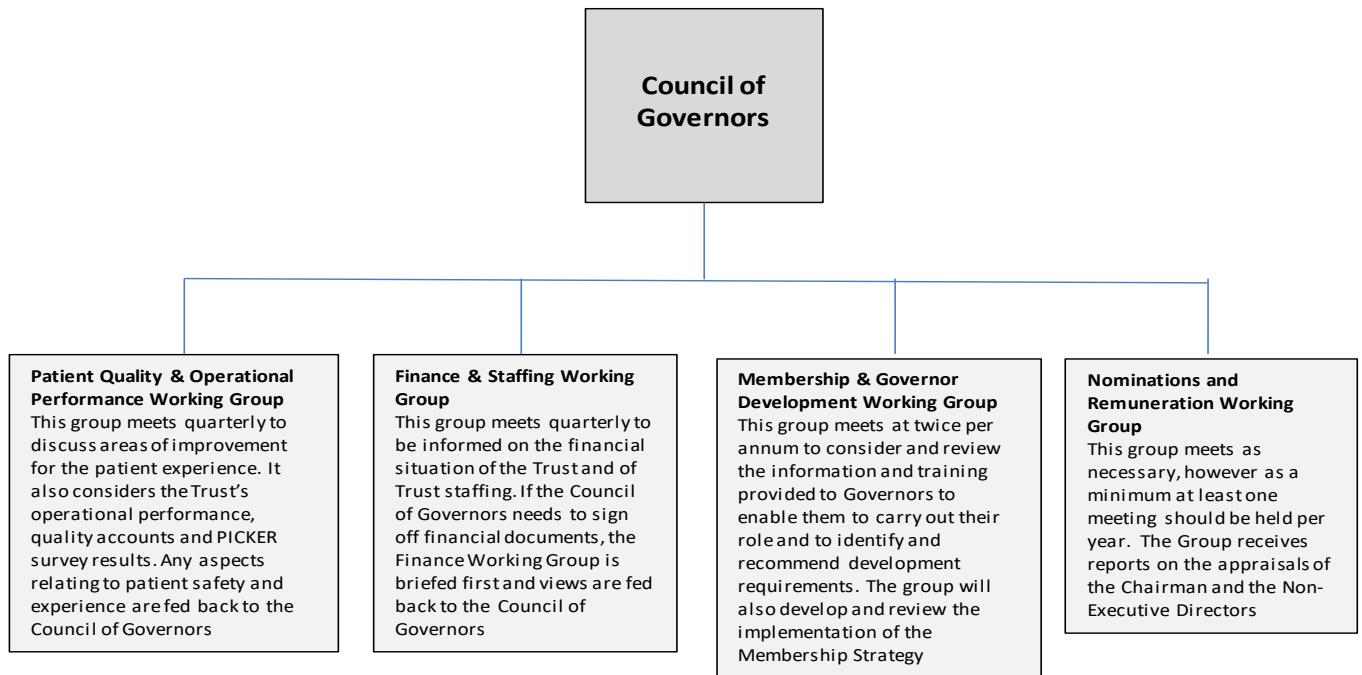 Council of
Governors
Patient Quality & Operational
Performance Working Group
This group meets quarterly to
discuss areas of improvement
for the patient experience. It
also considers the Trust's
operational performance,
quality accounts and PICKER
survey results. Any aspects
relating to patient safety and
experience are fed back to the
Council of Governors
Finance & Staffing Working
Group
This group meets quarterly to
be informed on the financial
situation of the Trust and of
Trust staffing. If the Council
of Governors needs to sign
off financial documents, the
Finance Working Group is
briefed first and views are fed
back to the Council of
Governors
Membership & Governor
Development Working Group
This group meets at twice per
annum to consider and review
the information and training
provided to Governors to
enable them to carry out their
role and to identify and
recommend development
requirements. The group will
also develop and review the
implementation of the
Membership Strategy
Nominations and
Remuneration Working
Group
This group meets as
necessary, however as a
minimum at least one
meeting should be held per
year. The Group receives
reports on the appraisals of
the Chairman and the Non-
Executive Directors